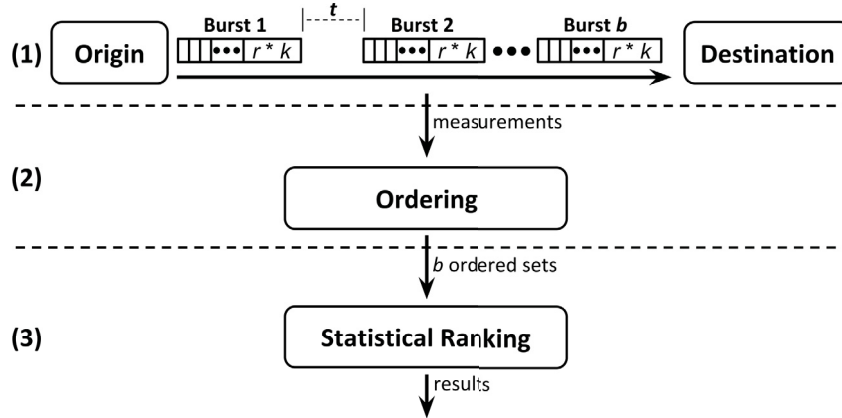 t
Burst 1 Burst 2 Burst b
(1) Origin ••• r * k ••• r * k ••• ••• r * k Destination
measurements
(2) Ordering
b ordered sets
(3) Statistical Ranking
results